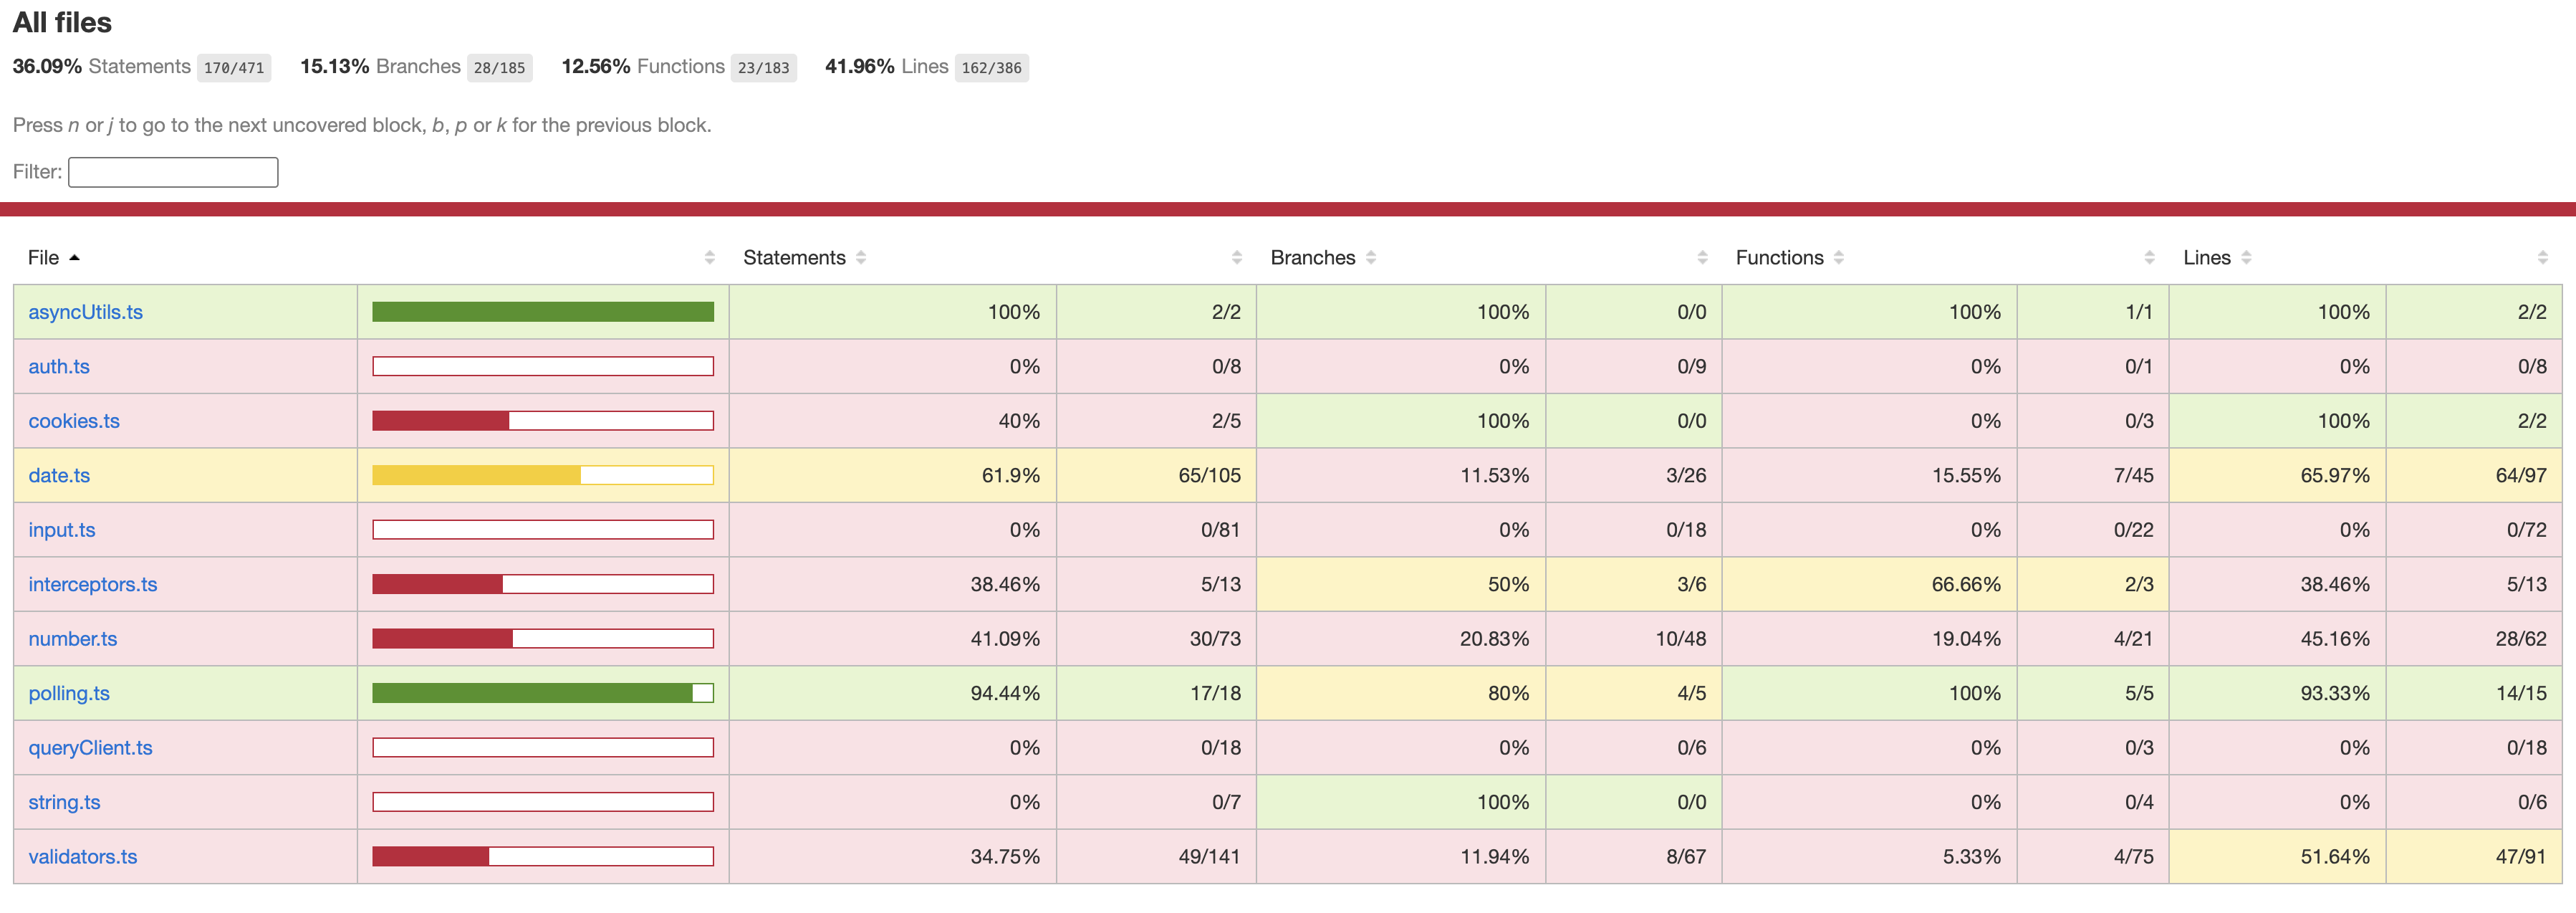 All files
36.09% Statements 170/471 15.13% Branches 28/185 12.56% Functions 23/183 41.96% Lines 162/386
Press n or j to go to the next uncovered block, b, p or k for the previous block.
Filter:
File Statements Branches Functions Lines
asyncUtils.ts 100% 2/2 100% 0/0 100% 1/1 100% 2/2
auth.ts 0% 0/8 0% 0/9 0% 0/1 0% 0/8
cookies.ts 40% 2/5 100% 0/0 0% 0/3 100% 2/2
date.ts 61.9% 65/105 11.53% 3/26 15.55% 7/45 65.97% 64/97
input.ts 0% 0/81 0% 0/18 0% 0/22 0% 0/72
interceptors.ts 38.46% 5/13 50% 3/6 66.66% 2/3 38.46% 5/13
number.ts 41.09% 30/73 20.83% 10/48 19.04% 4/21 45.16% 28/62
polling.ts 94.44% 17/18 80% 4/5 100% 5/5 93.33% 14/15
queryClient.ts 0% 0/18 0% 0/6 0% 0/3 0% 0/18
string.ts 0% 0/7 100% 0/0 0% 0/4 0% 0/6
validators.ts 34.75% 49/141 11.94% 8/67 5.33% 4/75 51.64% 47/91